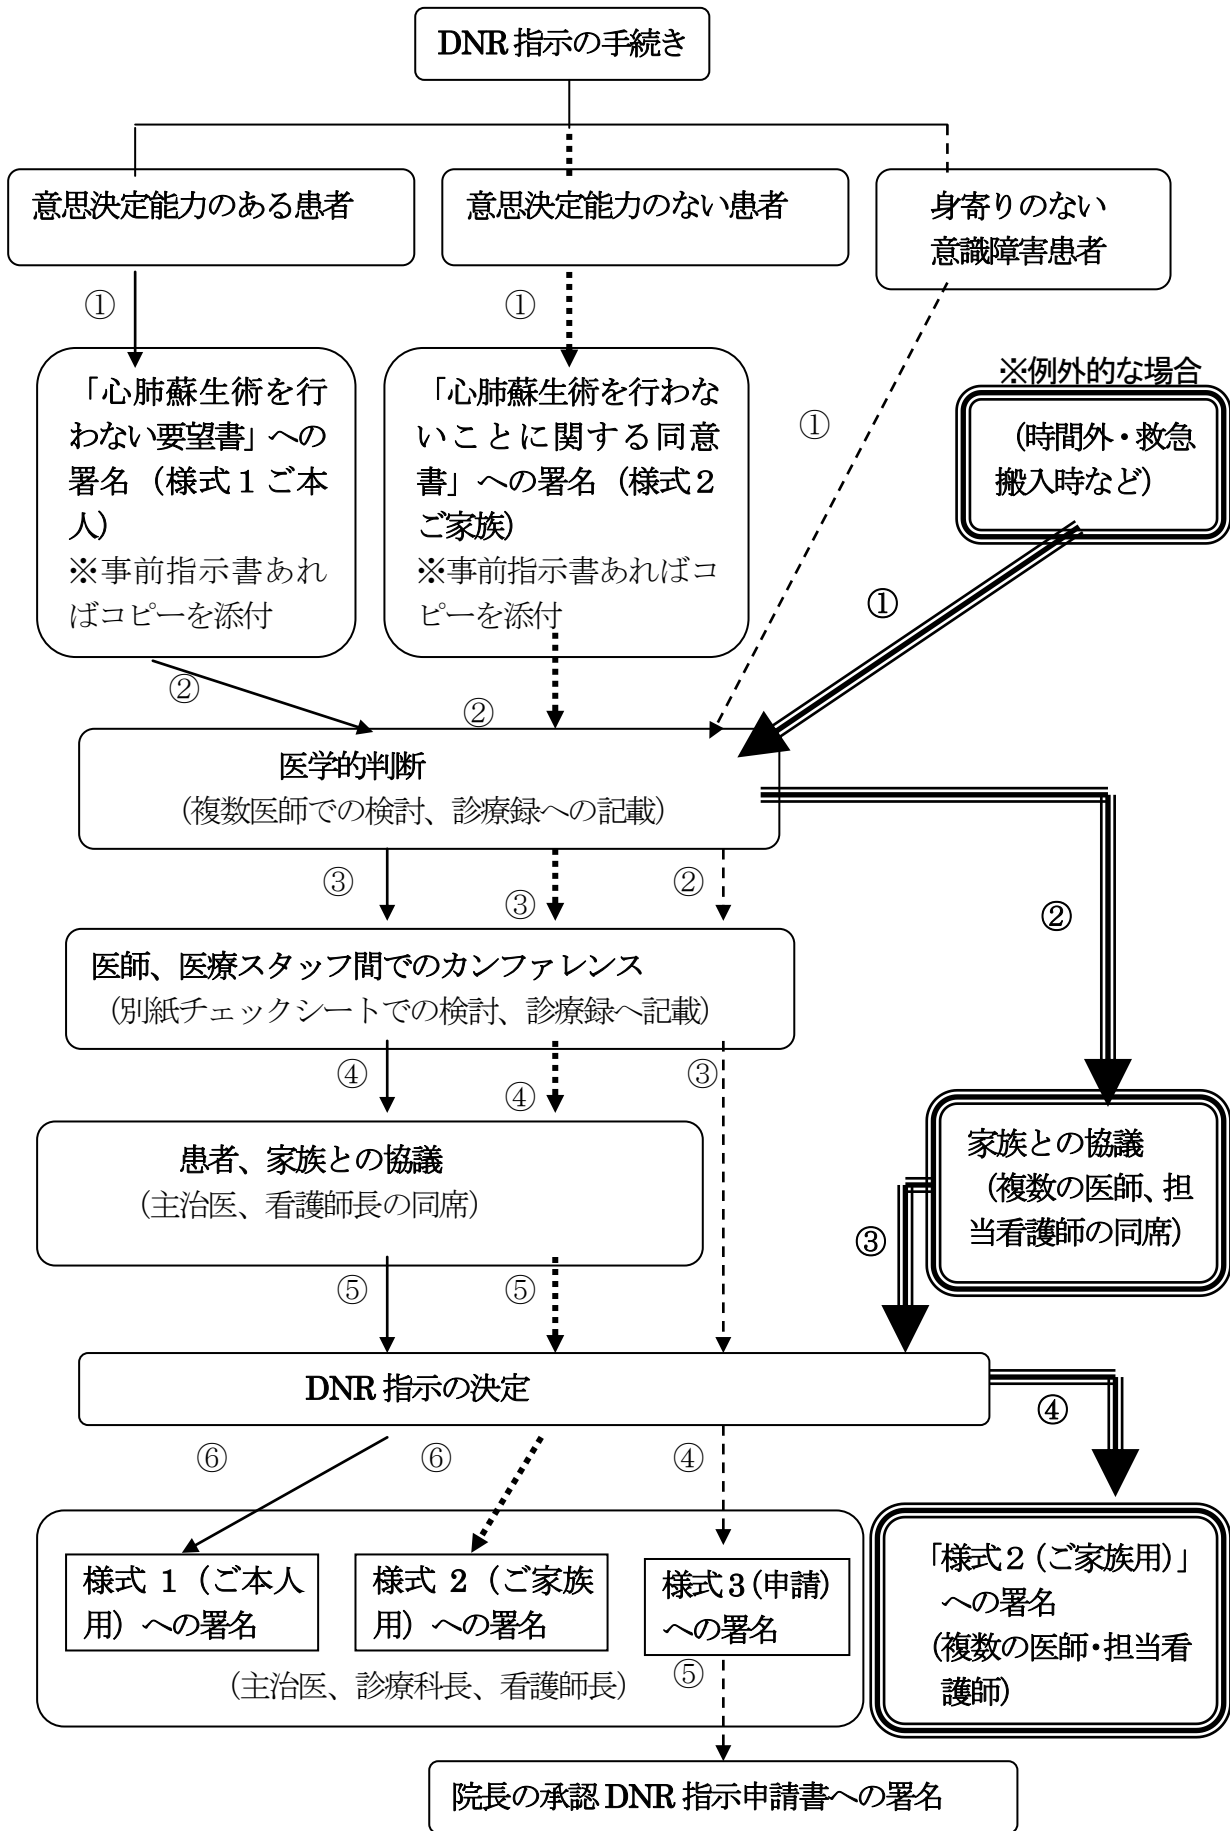 DNR 指示の手続き
意思決定能力のある患者
意思決定能力のない患者
身寄りのない
意識障害患者
①
①
①
※例外的な場合
（時間外・救急
搬入時など）
①
「心肺蘇生術を行
わない要望書」への
署名（様式１ご本
人）
※事前指示書あれ
ばコピーを添付
「心肺蘇生術を行わな
いことに関する同意
書」への署名（様式２
ご家族）
※事前指示書あればコ
ピーを添付
②
②
医学的判断
（複数医師での検討、診療録への記載）
③
③
②
②
医師、医療スタッフ間でのカンファレンス
（別紙チェックシートでの検討、診療録へ記載）
④
④
③
患者、家族との協議
（主治医、看護師長の同席）
家族との協議
（複数の医師、担
当看護師の同席）
③
⑤
⑤
DNR 指示の決定
④
⑥
⑥
④
様式 1（ご本人
用）への署名
様式 2（ご家族
用）への署名
様式３(申請)
への署名
（主治医、診療科長、看護師長）
⑤
「様式２（ご家族用）」
への署名
（複数の医師・担当看
護師）
院長の承認 DNR 指示申請書への署名